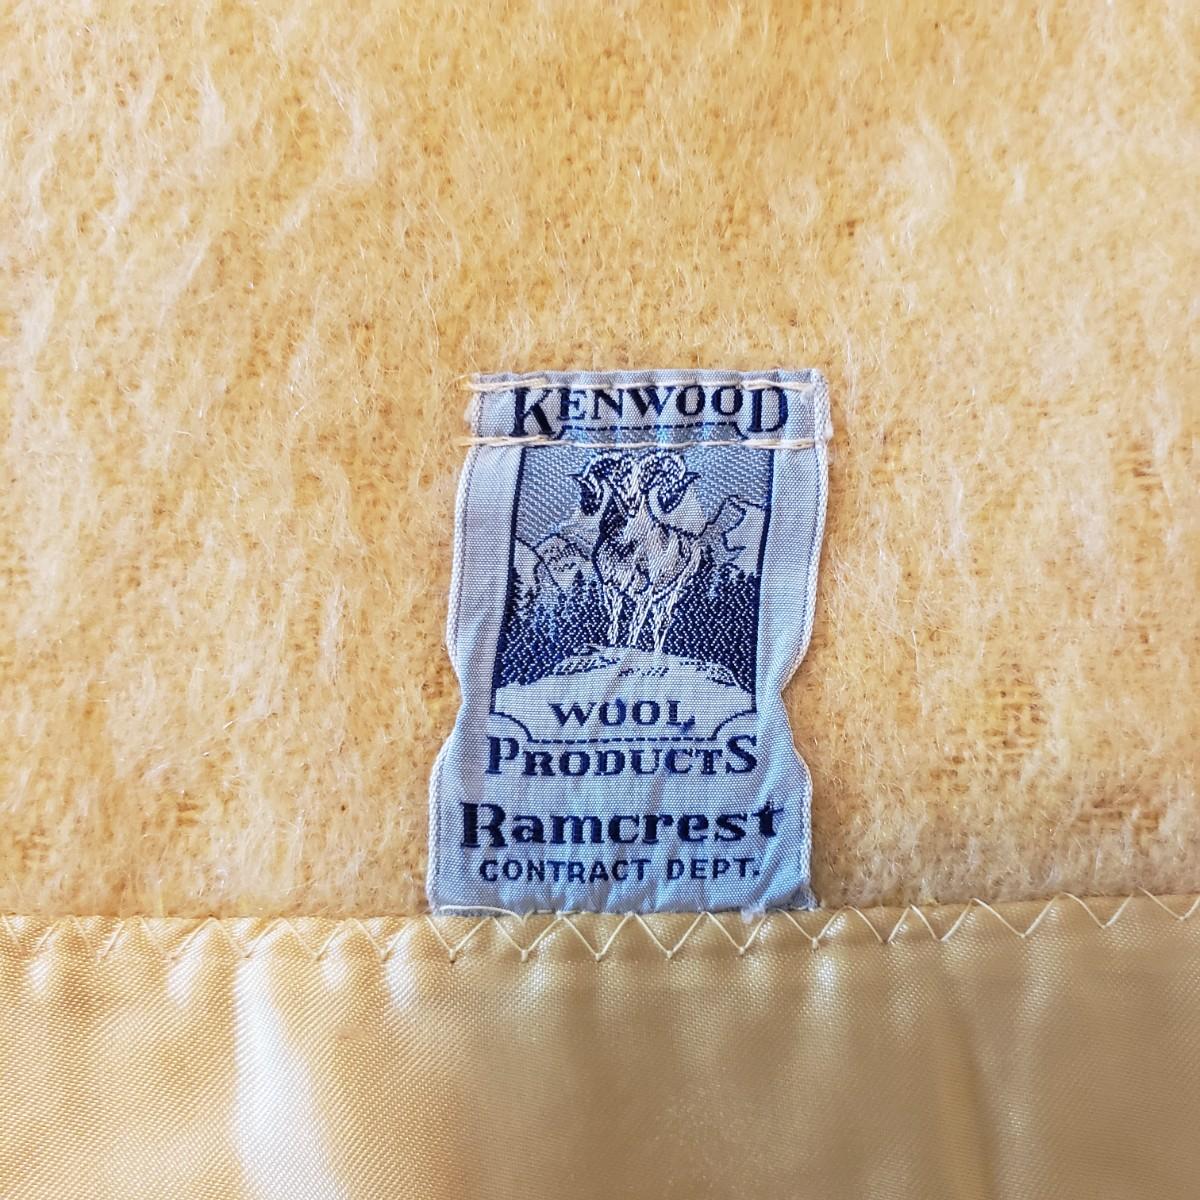 KENWOOD
WOOL
PRODUCTS
Ramcrest
CONTRACT DEPT.